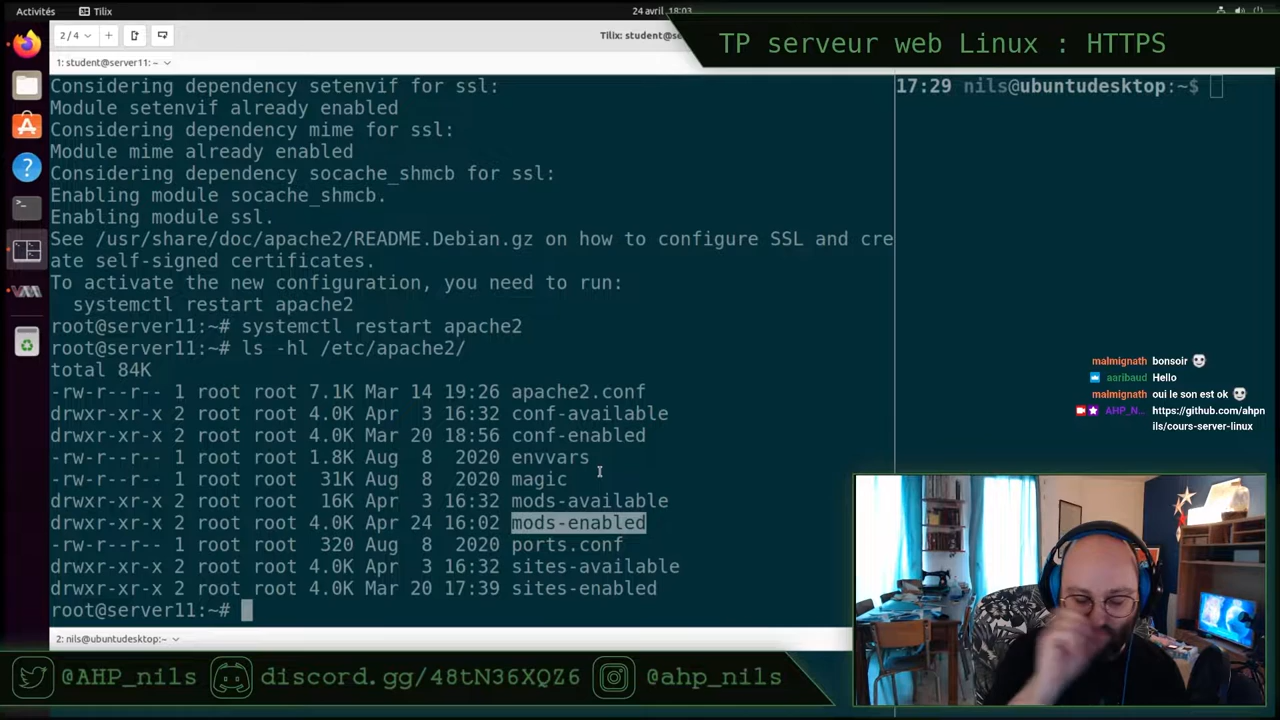 Activités
Tilix
24 avril 18:03
2/4
Tilix: student@se
TP serveur web Linux : HTTPS
1: student@server11: ~
Considering dependency setenvif for ssl:
Module setenvif already enabled
Considering dependency mime for ssl:
Module mime already enabled
Considering dependency socache_shmcb for ssl:
Enabling module socache_shmcb.
Enabling module ssl.
See /usr/share/doc/apache2/README.Debian.gz on how to configure SSL and cre
ate self-signed certificates.
To activate the new configuration, you need to run:
systemctl restart apache2
root@server11:~# systemctl restart apache2
root@server11:~# ls -hl /etc/apache2/
total 84K
-rw-r--r-- 1 root root 7.1K Mar 14 19:26 apache2.conf
drwxr-xr-x 2 root root 4.0K Apr 3 16:32 conf-available
drwxr-xr-x 2 root root 4.0K Mar 20 18:56 conf-enabled
-rw-r--r-- 1 root root 1.8K Aug 8 2020 envvars
-rw-r--r-- 1 root root 31K Aug 8 2020 magic
drwxr-xr-x 2 root root 16K Apr 3 16:32 mods-available
drwxr-xr-x 2 root root 4.0K Apr 24 16:02 mods-enabled
-rw-r--r-- 1 root root 320 Aug 8 2020 ports.conf
drwxr-xr-x 2 root root 4.0K Apr 3 16:32 sites-available
drwxr-xr-x 2 root root 4.0K Mar 20 17:39 sites-enabled
root@server11:~#
17:29 nils@ubuntudesktop:~$
malmignath bonsoir
aaribaud Hello
malmignath oui le son est ok
AHP_N... https://github.com/ahpn
ils/cours-server-linux
2: nils@ubuntudesktop:~
@AHP_nils
discord.gg/48tN36XQZ6
@ahp_nils